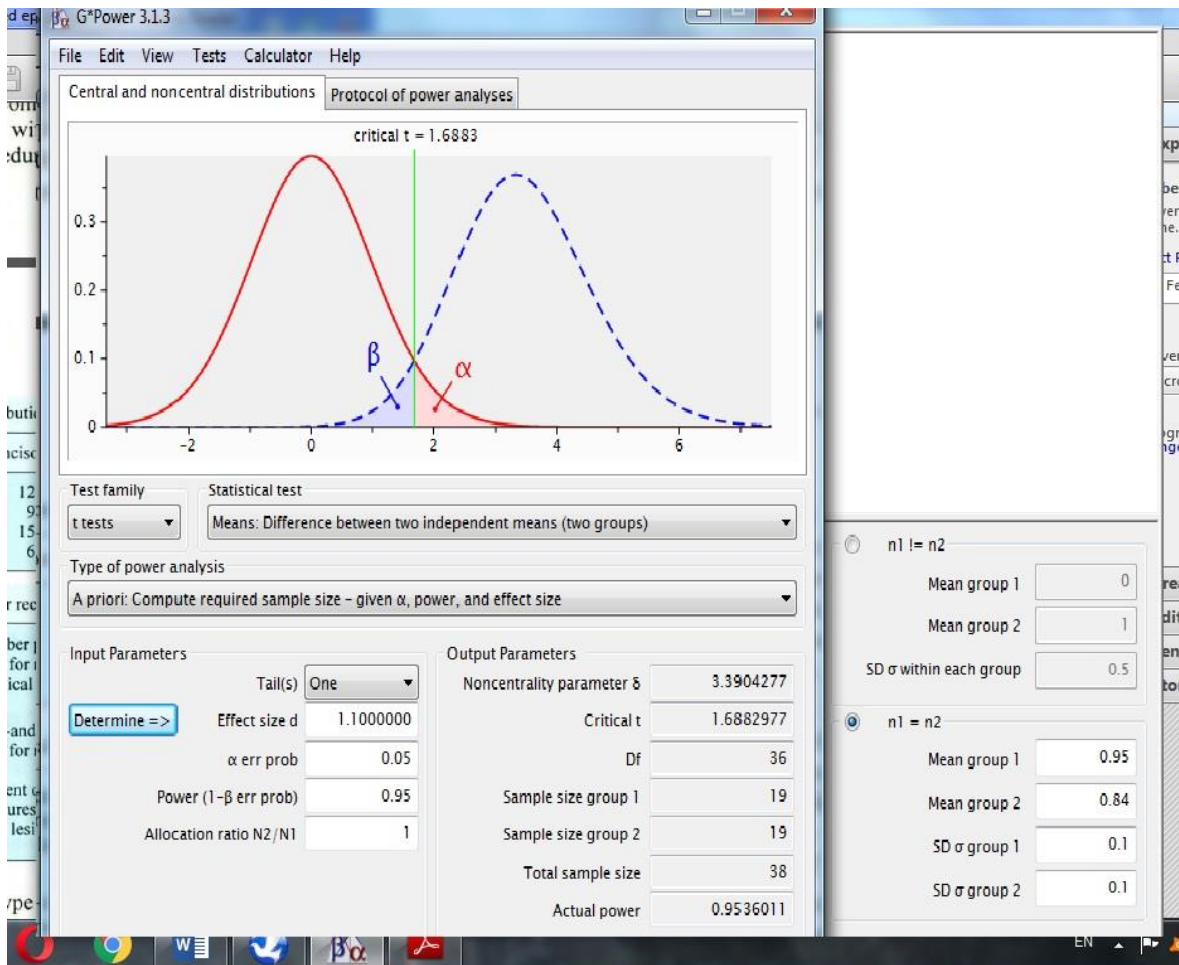 G*Power 3.1.3
File Edit View Tests Calculator Help
Central and noncentral distributions Protocol of power analyses
critical t = 1.6883
0.3
0.2
0.1
0
β
α
-2 0 2 4 6
Test family
t tests
Statistical test
Means: Difference between two independent means (two groups)
Type of power analysis
A priori: Compute required sample size – given α, power, and effect size
Input Parameters
Tail(s) One
Determine => Effect size d 1.1000000
α err prob 0.05
Power (1-β err prob) 0.95
Allocation ratio N2/N1 1
Output Parameters
Noncentrality parameter δ 3.3904277
Critical t 1.6882977
Df 36
Sample size group 1 19
Sample size group 2 19
Total sample size 38
Actual power 0.9536011
n1 != n2
Mean group 1 0
Mean group 2 1
SD σ within each group 0.5
n1 = n2
Mean group 1 0.95
Mean group 2 0.84
SD σ group 1 0.1
SD σ group 2 0.1
EN